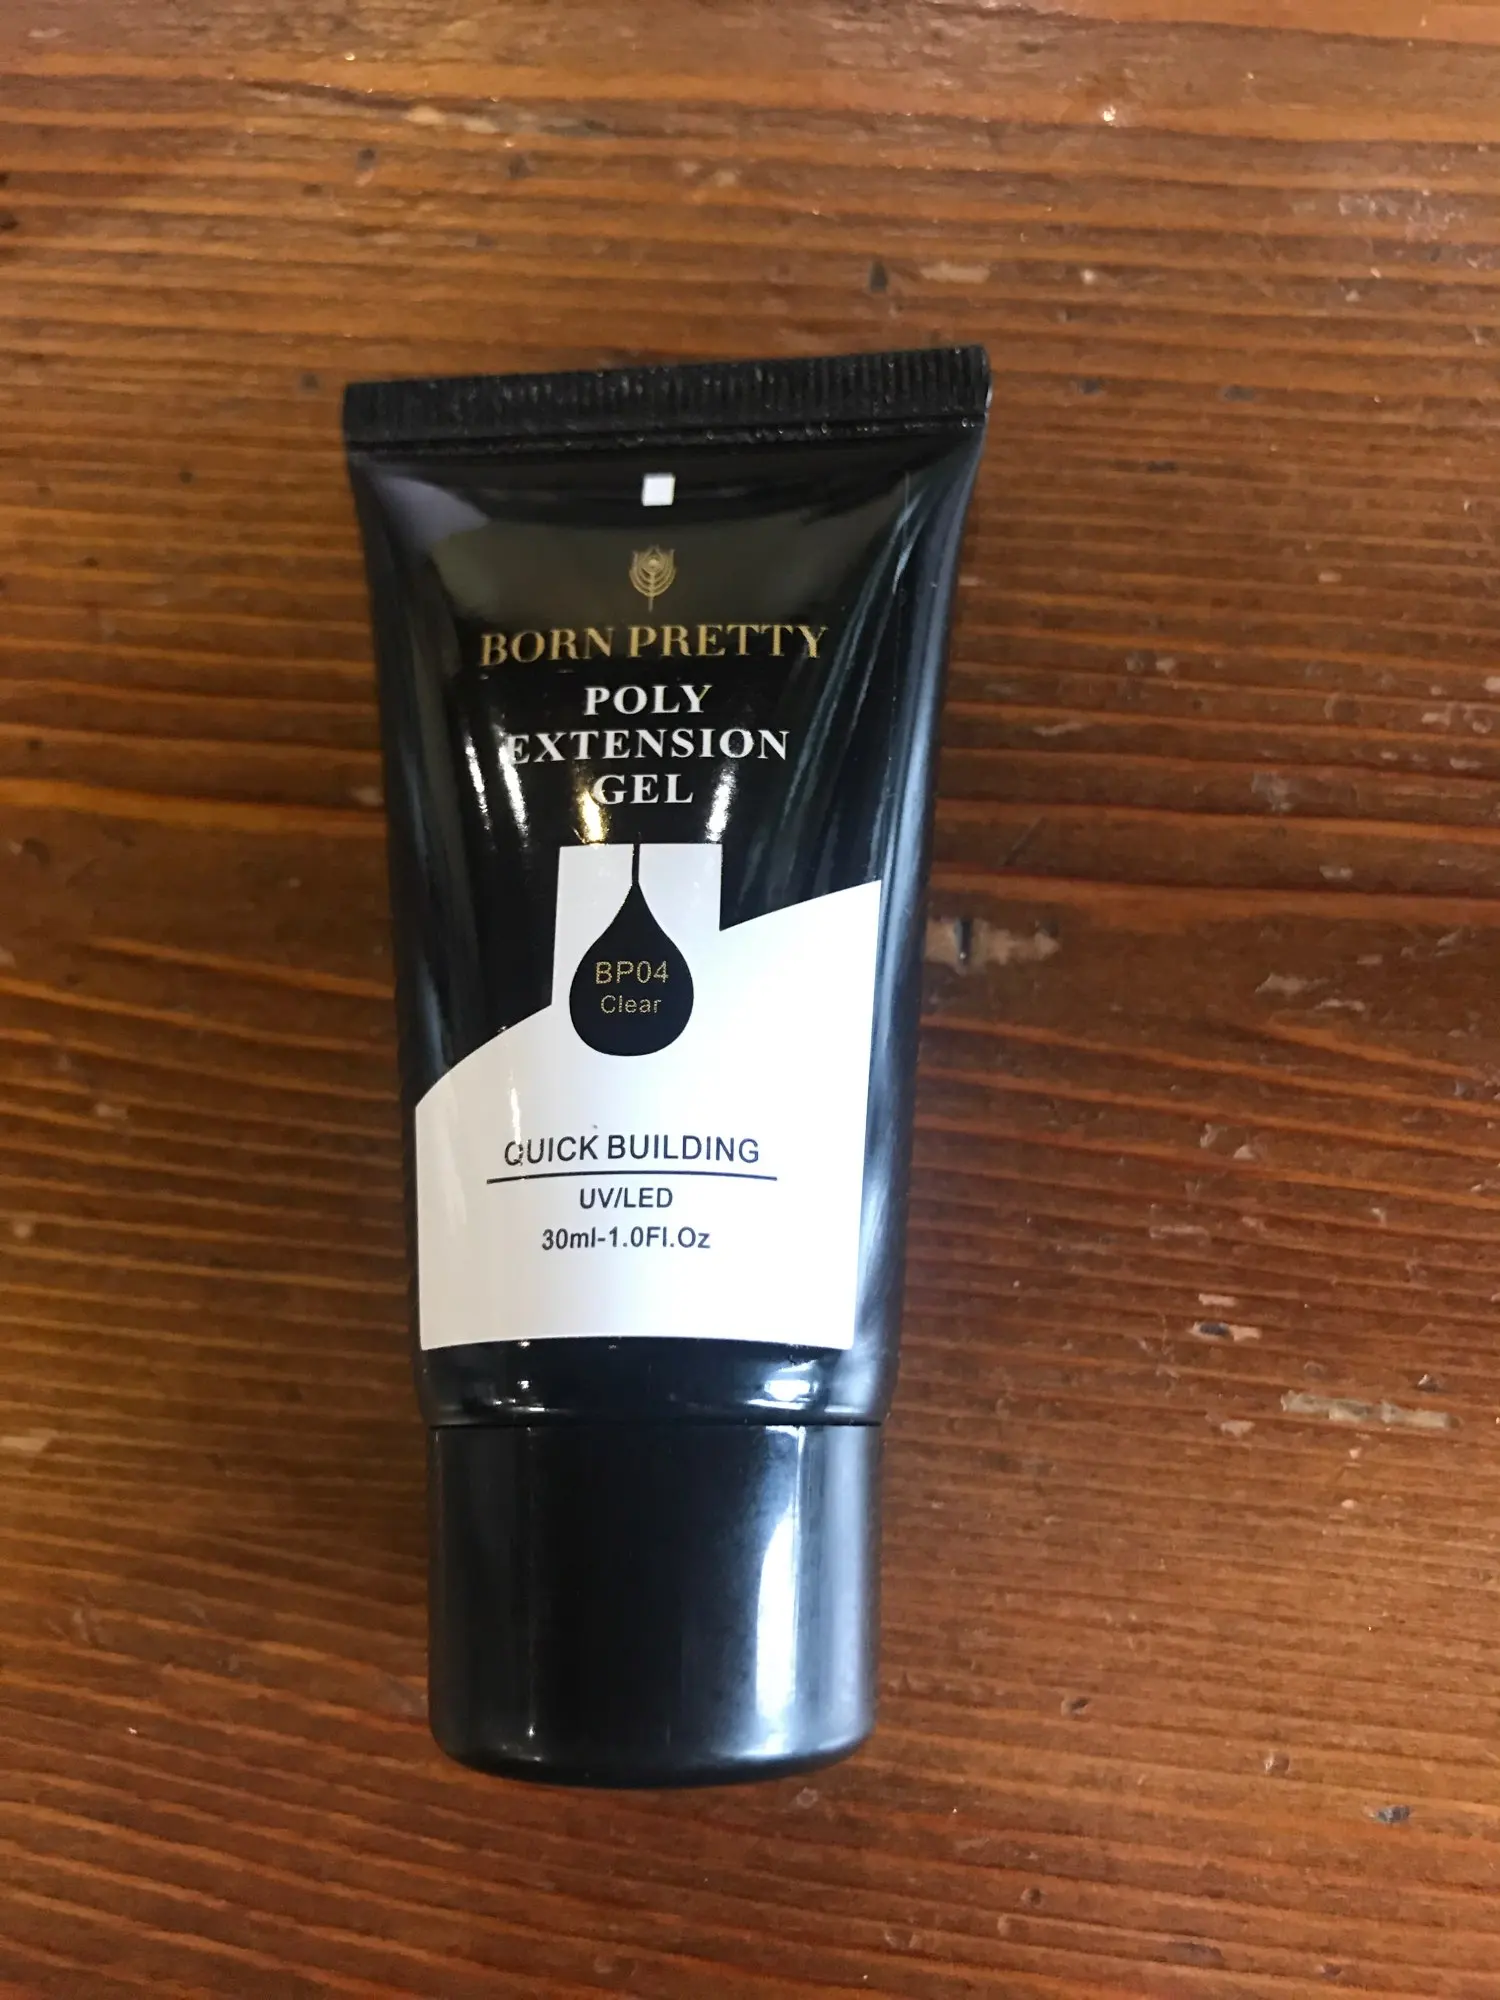 BORN PRETTY
POLY
EXTENSION
GEL
BP04
Clear
QUICK BUILDING
UV/LED
30ml-1.0Fl.Oz